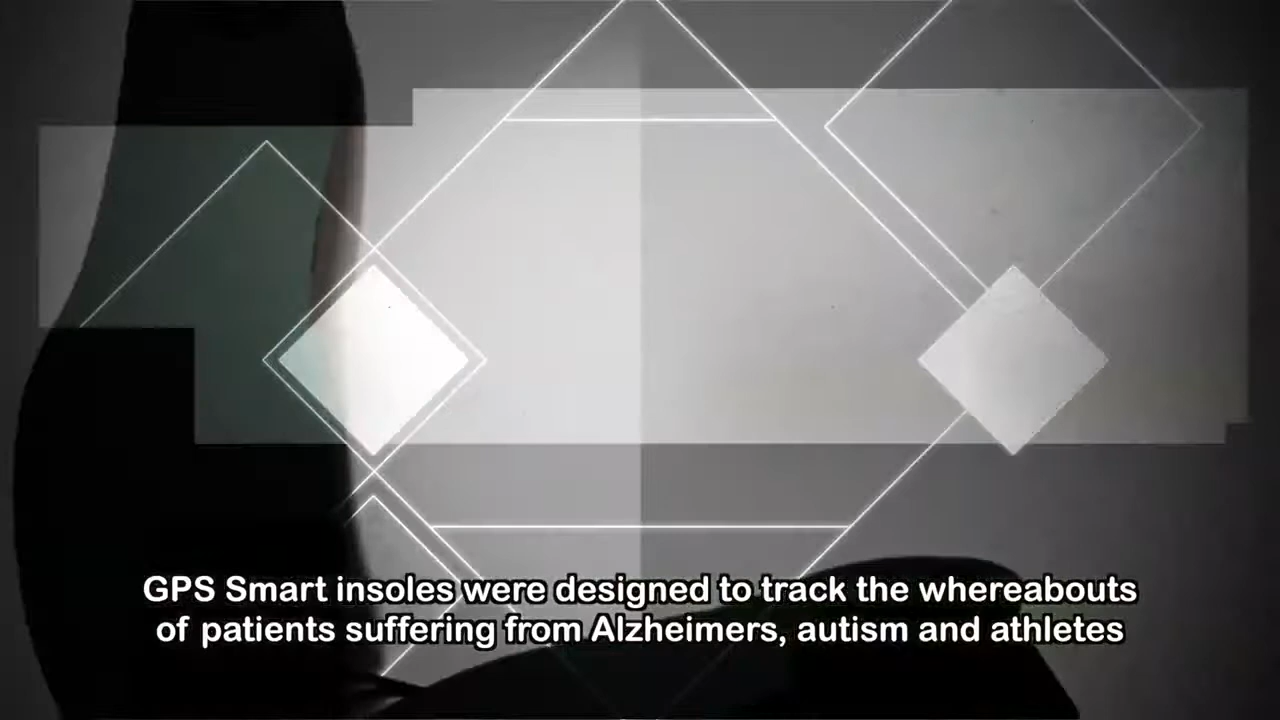 GPS Smart insoles were designed to track the whereabouts
of patients suffering from Alzheimers, autism and athletes